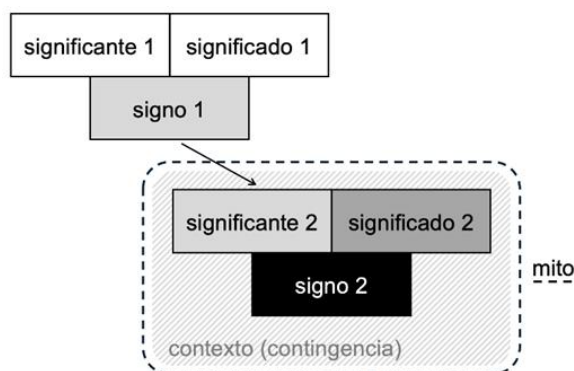 significante 1 significado 1
signo 1
significante 2 significado 2
signo 2
mito
contexto (contingencia)